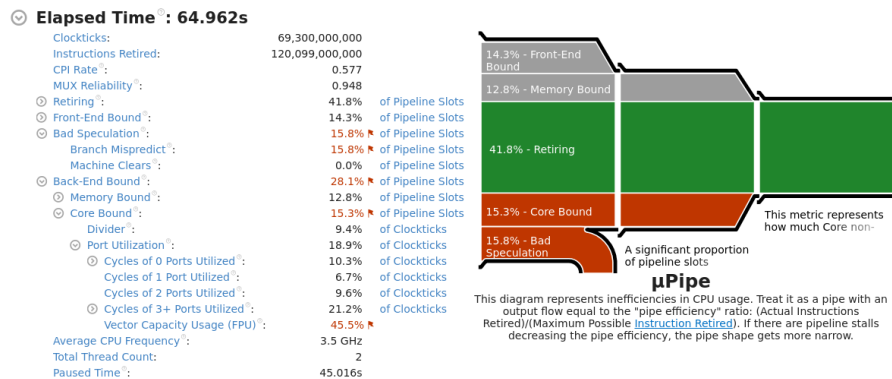 Elapsed Time: 64.962s
Clockticks: 69,300,000,000
Instructions Retired: 120,099,000,000
CPI Rate: 0.577
MUX Reliability: 0.948
Retiring: 41.8% of Pipeline Slots
Front-End Bound: 14.3% of Pipeline Slots
Bad Speculation: 15.8% of Pipeline Slots
Branch Mispredict: 15.8% of Pipeline Slots
Machine Clears: 0.0% of Pipeline Slots
Back-End Bound: 28.1% of Pipeline Slots
Memory Bound: 12.8% of Pipeline Slots
Core Bound: 15.3% of Pipeline Slots
Divider: 9.4% of Clockticks
Port Utilization: 18.9% of Clockticks
Cycles of 0 Ports Utilized: 10.3% of Clockticks
Cycles of 1 Port Utilized: 6.7% of Clockticks
Cycles of 2 Ports Utilized: 9.6% of Clockticks
Cycles of 3+ Ports Utilized: 21.2% of Clockticks
Vector Capacity Usage (FPU): 45.5%
Average CPU Frequency: 3.5 GHz
Total Thread Count: 2
Paused Time: 45.016s
14.3% - Front-End
Bound
12.8% - Memory Bound
41.8% - Retiring
15.3% - Core Bound
15.8% - Bad
Speculation
A significant proportion
of pipeline slots
This metric represents
how much Core non-
µPipe
This diagram represents inefficiencies in CPU usage. Treat it as a pipe with an
output flow equal to the "pipe efficiency" ratio: (Actual Instructions
Retired)/(Maximum Possible Instruction Retired). If there are pipeline stalls
decreasing the pipe efficiency, the pipe shape gets more narrow.